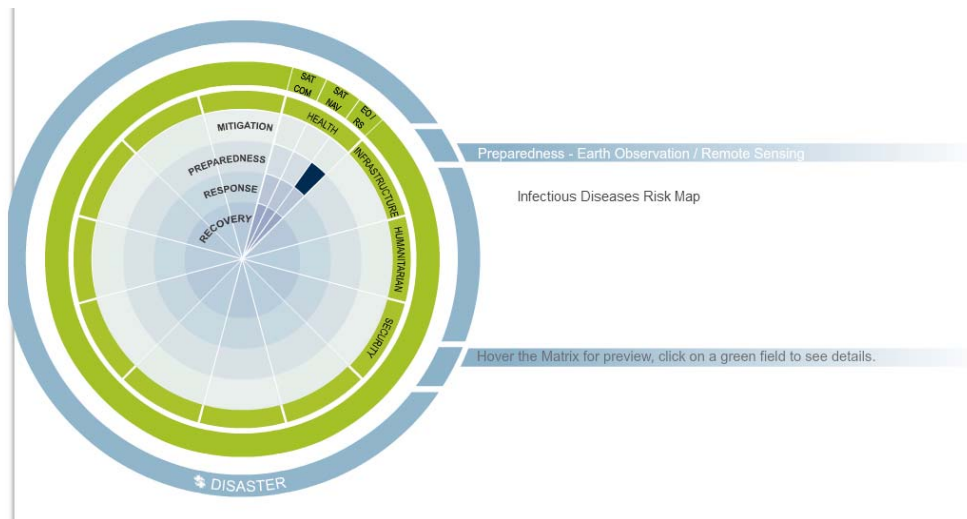 SAT
COM
SAT
NAV
EO /
RS
HEALTH
INFRASTRUCTURE
HUMANITARIAN
SECURITY
MITIGATION
PREPAREDNESS
RESPONSE
RECOVERY
Preparedness - Earth Observation / Remote Sensing
Infectious Diseases Risk Map
Hover the Matrix for preview, click on a green field to see details.
DISASTER